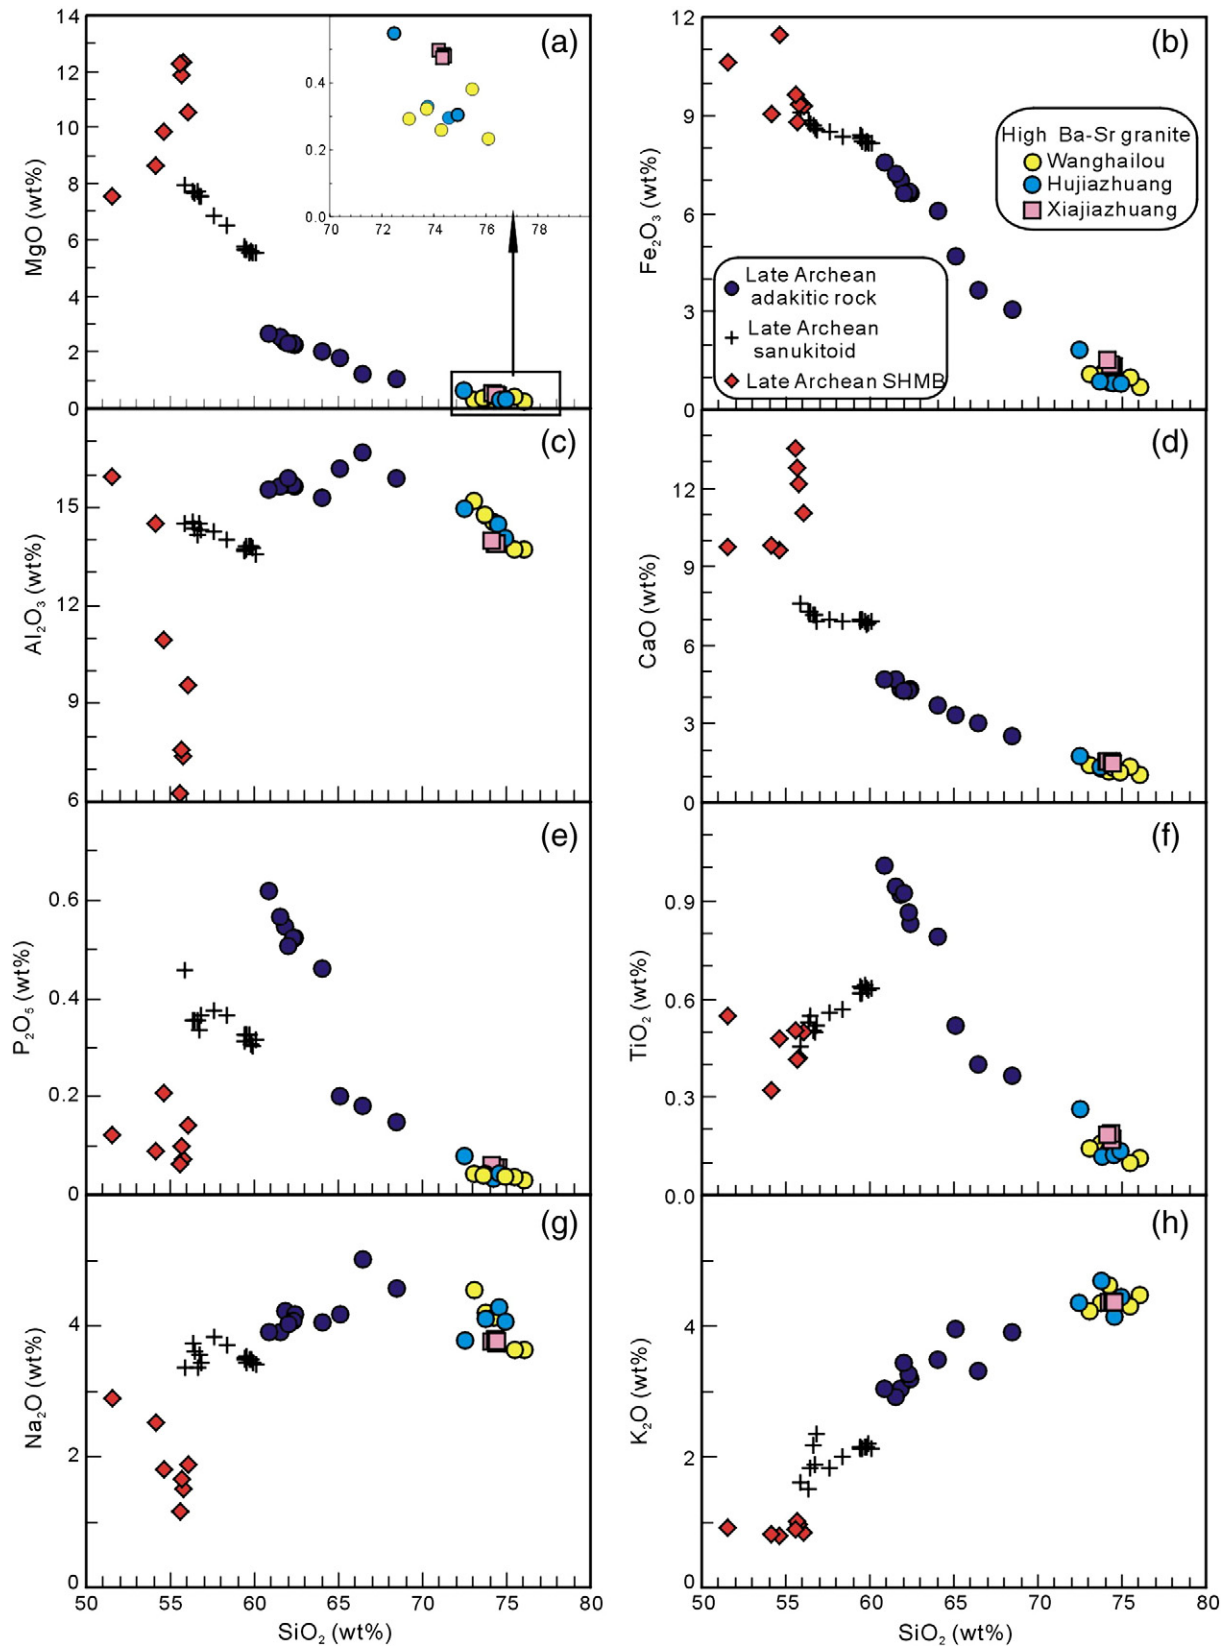 14
12
10
8
6
4
2
0
MgO (wt%)
(a)
0.4
0.2
0.0
70
72
74
76
78
12
9
6
3
0
Fe₂O₃ (wt%)
(b)
High Ba-Sr granite
Wanghailou
Hujiazhuang
Xiajiazhuang
Late Archean
adakitic rock
Late Archean
sanukitoid
Late Archean SHMB
15
12
9
6
Al₂O₃ (wt%)
(c)
12
9
6
3
0
CaO (wt%)
(d)
0.6
0.4
0.2
0
P₂O₅ (wt%)
(e)
0.9
0.6
0.3
0.0
TiO₂ (wt%)
(f)
4
2
0
Na₂O (wt%)
(g)
50
55
60
65
70
75
80
SiO₂ (wt%)
4
2
0
K₂O (wt%)
(h)
50
55
60
65
70
75
80
SiO₂ (wt%)